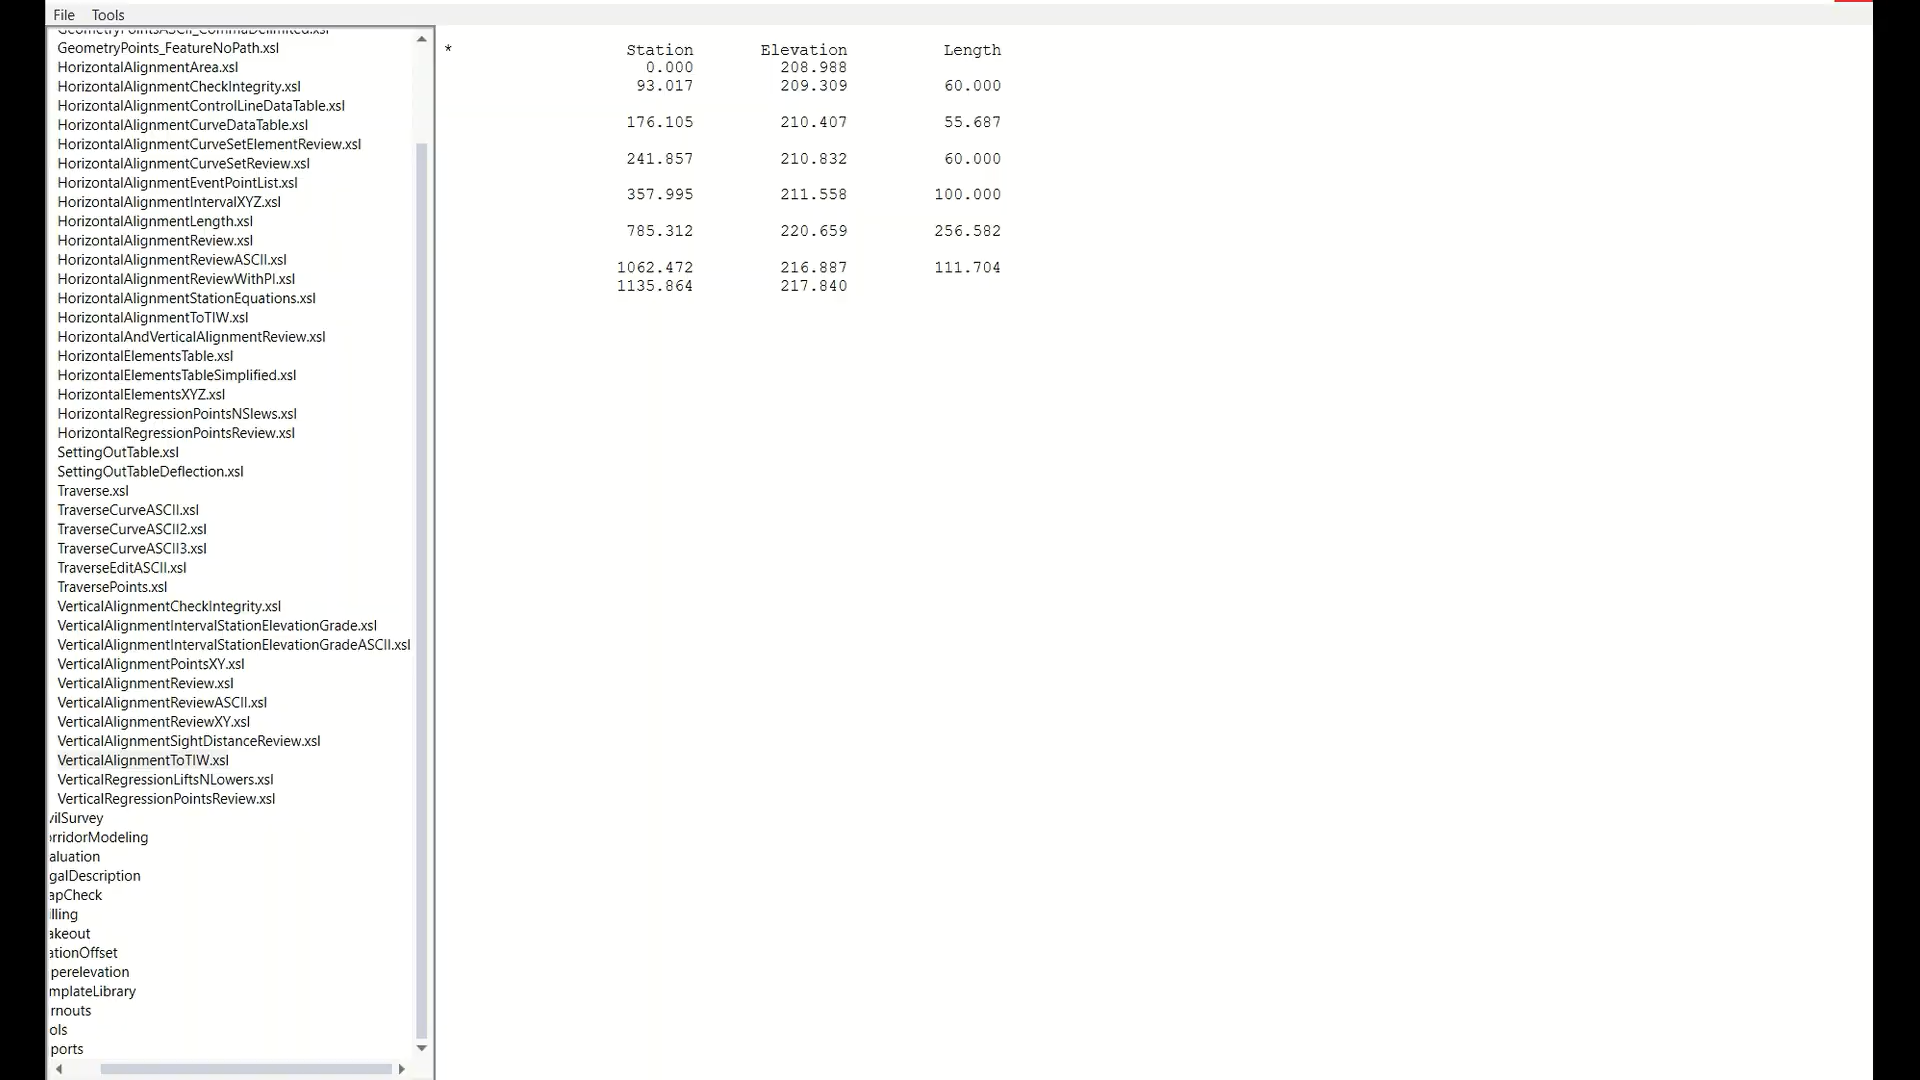 File Tools
GeometryPointsASCII_CommaDelimited.xsl
GeometryPoints_FeatureNoPath.xsl
HorizontalAlignmentArea.xsl
HorizontalAlignmentCheckIntegrity.xsl
HorizontalAlignmentControlLineDataTable.xsl
HorizontalAlignmentCurveDataTable.xsl
HorizontalAlignmentCurveSetElementReview.xsl
HorizontalAlignmentCurveSetReview.xsl
HorizontalAlignmentEventPointList.xsl
HorizontalAlignmentIntervalXYZ.xsl
HorizontalAlignmentLength.xsl
HorizontalAlignmentReview.xsl
HorizontalAlignmentReviewASCII.xsl
HorizontalAlignmentReviewWithPI.xsl
HorizontalAlignmentStationEquations.xsl
HorizontalAlignmentToTIW.xsl
HorizontalAndVerticalAlignmentReview.xsl
HorizontalElementsTable.xsl
HorizontalElementsTableSimplified.xsl
HorizontalElementsXYZ.xsl
HorizontalRegressionPointsNSlews.xsl
HorizontalRegressionPointsReview.xsl
SettingOutTable.xsl
SettingOutTableDeflection.xsl
Traverse.xsl
TraverseCurveASCII.xsl
TraverseCurveASCII2.xsl
TraverseCurveASCII3.xsl
TraverseEditASCII.xsl
TraversePoints.xsl
VerticalAlignmentCheckIntegrity.xsl
VerticalAlignmentIntervalStationElevationGrade.xsl
VerticalAlignmentIntervalStationElevationGradeASCII.xsl
VerticalAlignmentPointsXY.xsl
VerticalAlignmentReview.xsl
VerticalAlignmentReviewASCII.xsl
VerticalAlignmentReviewXY.xsl
VerticalAlignmentSightDistanceReview.xsl
VerticalAlignmentToTIW.xsl
VerticalRegressionLiftsNLowers.xsl
VerticalRegressionPointsReview.xsl
vilSurvey
orridorModeling
aluation
galDescription
apCheck
illing
akeout
ationOffset
perelevation
mplateLibrary
rnouts
ols
ports
* Station Elevation Length
0.000 208.988
93.017 209.309 60.000
176.105 210.407 55.687
241.857 210.832 60.000
357.995 211.558 100.000
785.312 220.659 256.582
1062.472 216.887 111.704
1135.864 217.840